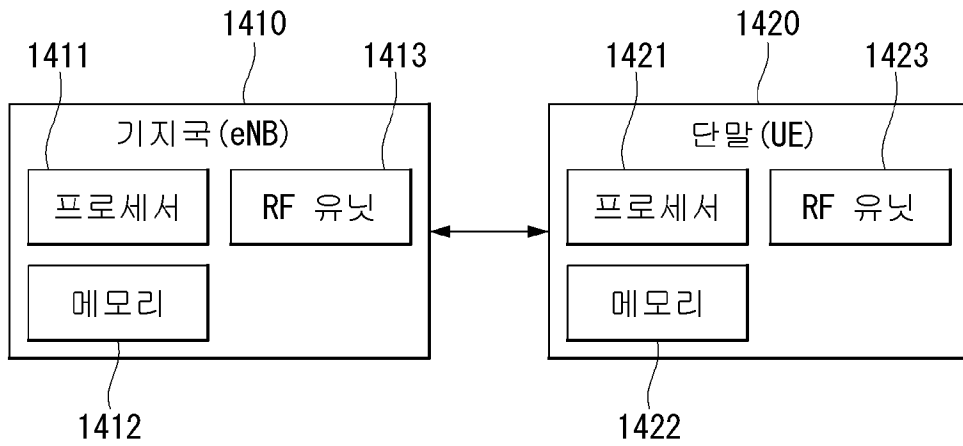 1410 1420
1411 1413 1421 1423
기지국(eNB) 단말(UE)
프로세서 RF 유닛 프로세서 RF 유닛
메모리 메모리
1412 1422